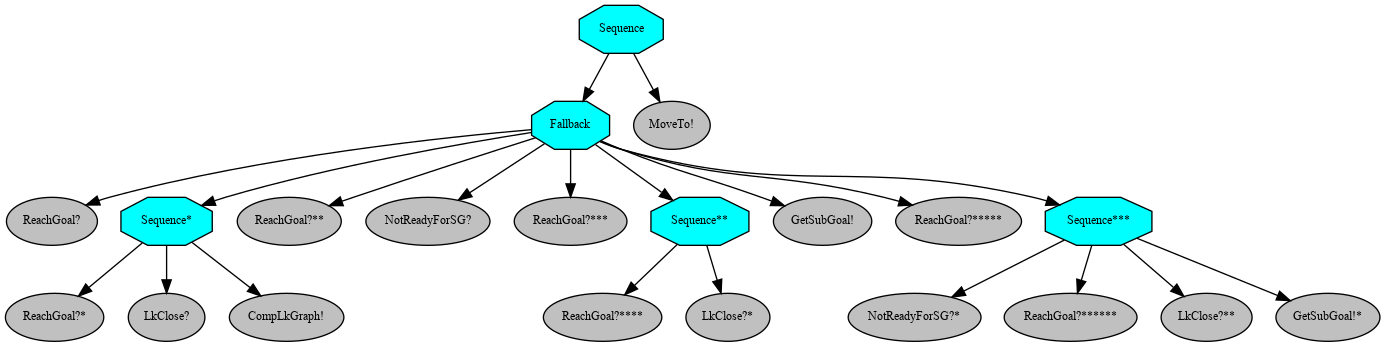 Sequence
Fallback
MoveTo!
ReachGoal?
Sequence*
ReachGoal?**
NotReadyForSG?
ReachGoal?***
Sequence**
GetSubGoal!
ReachGoal?*****
Sequence***
ReachGoal?*
LkClose?
CompLkGraph!
ReachGoal?****
LkClose?*
NotReadyForSG?*
ReachGoal?******
LkClose?**
GetSubGoal!*